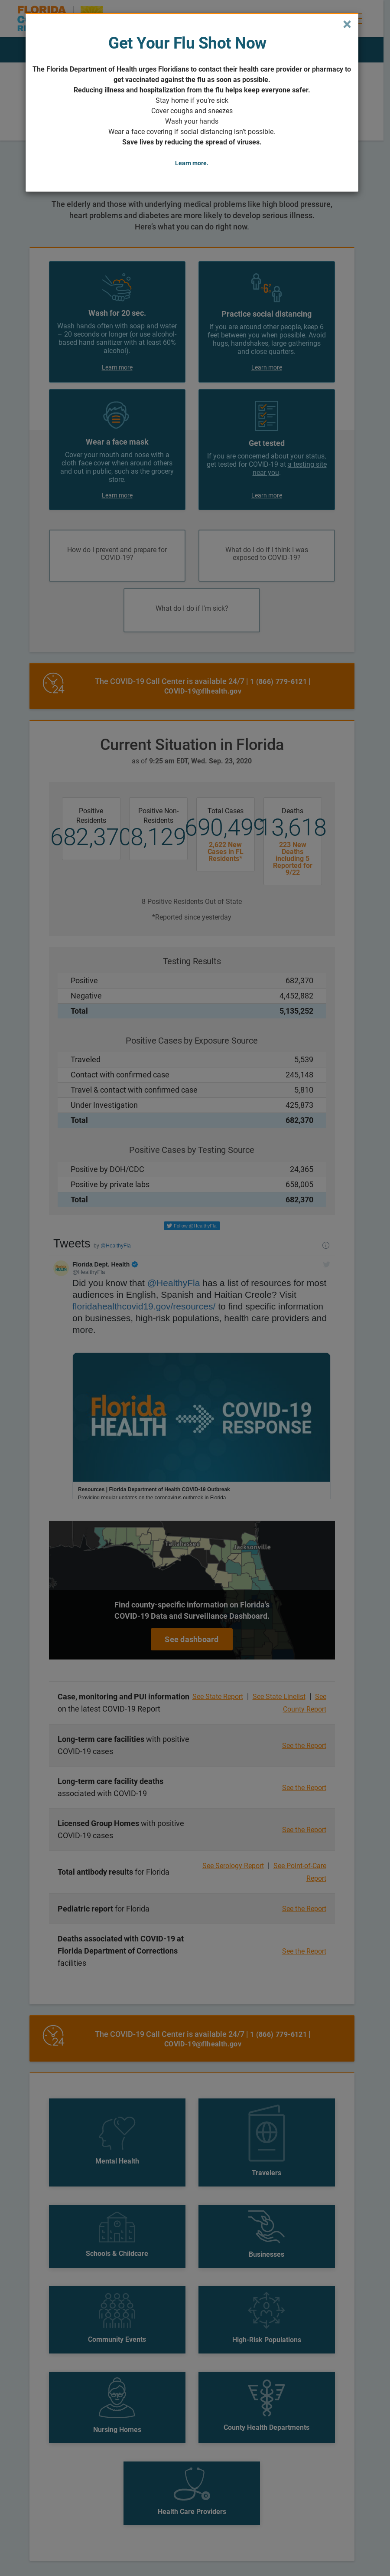 FLORIDA
×
Get Your Flu Shot Now
The Florida Department of Health urges Floridians to contact their health care provider or pharmacy to
get vaccinated against the flu as soon as possible.
Reducing illness and hospitalization from the flu helps keep everyone safer.
Stay home if you're sick
Cover coughs and sneezes
Wash your hands
Wear a face covering if social distancing isn't possible.
Save lives by reducing the spread of viruses.
Learn more.
The elderly and those with underlying medical problems like high blood pressure,
heart problems and diabetes are more likely to develop serious illness.
Here's what you can do right now.
Wash for 20 sec.
Wash hands often with soap and water
– 20 seconds or longer (or use alcohol-
based hand sanitizer with at least 60%
alcohol).
Learn more
6'
Practice social distancing
If you are around other people, keep 6
feet between you when possible. Avoid
hugs, handshakes, large gatherings
and close quarters.
Learn more
Wear a face mask
Cover your mouth and nose with a
cloth face cover when around others
and out in public, such as the grocery
store.
Learn more
Get tested
If you are concerned about your status,
get tested for COVID-19 at a testing site
near you
Learn more
How do I prevent and prepare for
COVID-19?
What do I do if I think I was
exposed to COVID-19?
What do I do if I'm sick?
24
The COVID-19 Call Center is available 24/7 | 1 (866) 779-6121 |
COVID-19@flhealth.gov
Current Situation in Florida
as of 9:25 am EDT, Wed. Sep. 23, 2020
Positive
Residents
682,370
Positive Non-
Residents
8,129
Total Cases
690,499
2,622 New
Cases in FL
Residents*
Deaths
13,618
223 New
Deaths
including 5
Reported for
9/22
8 Positive Residents Out of State
*Reported since yesterday
Testing Results
Positive 682,370
Negative 4,452,882
Total 5,135,252
Positive Cases by Exposure Source
Traveled 5,539
Contact with confirmed case 245,148
Travel & contact with confirmed case 5,810
Under Investigation 425,873
Total 682,370
Positive Cases by Testing Source
Positive by DOH/CDC 24,365
Positive by private labs 658,005
Total 682,370
Follow @HealthyFla
Tweets by @HealthyFla
Florida Dept. Health
@HealthyFla
Did you know that @HealthyFla has a list of resources for most
audiences in English, Spanish and Haitian Creole? Visit
floridahealthcovid19.gov/resources/ to find specific information
on businesses, high-risk populations, health care providers and
more.
Florida
HEALTH
COVID-19
RESPONSE
Resources | Florida Department of Health COVID-19 Outbreak
Providing regular updates on the coronavirus outbreak in Florida
Tallahassee
Jacksonville
Find county-specific information on Florida's
COVID-19 Data and Surveillance Dashboard.
See dashboard
Case, monitoring and PUI information See State Report | See State Linelist | See
on the latest COVID-19 Report County Report
Long-term care facilities with positive
COVID-19 cases
See the Report
Long-term care facility deaths
associated with COVID-19
See the Report
Licensed Group Homes with positive
COVID-19 cases
See the Report
Total antibody results for Florida
See Serology Report | See Point of Care
Report
Pediatric report for Florida
See the Report
Deaths associated with COVID-19 at
Florida Department of Corrections
facilities
See the Report
24
The COVID-19 Call Center is available 24/7 | 1 (866) 779-6121 |
COVID-19@flhealth.gov
Mental Health
Travelers
Schools & Childcare
Businesses
Community Events
High-Risk Populations
Nursing Homes
County Health Departments
Health Care Providers